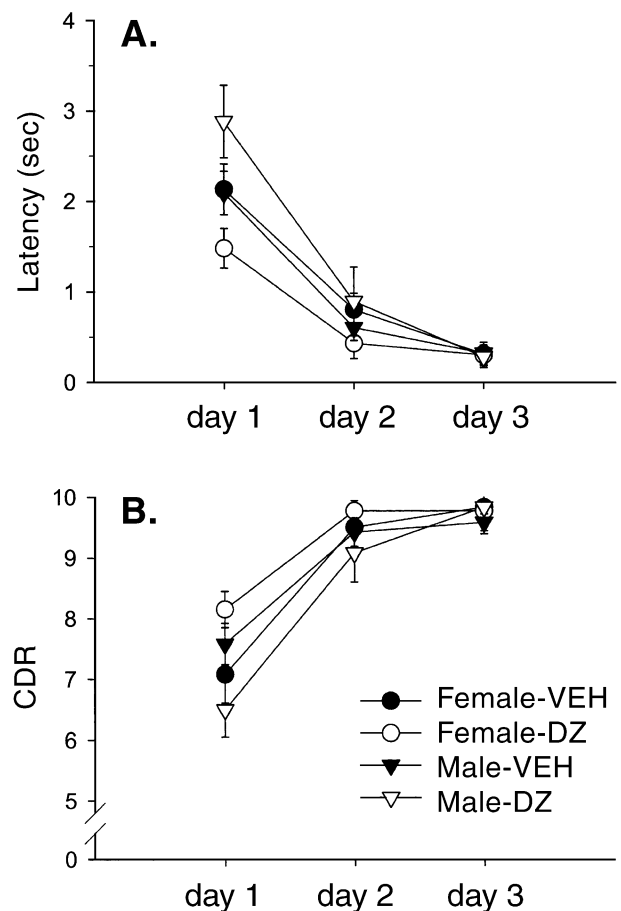 A.
4
3
2
1
0
Latency (sec)
day 1 day 2 day 3
B.
10
9
8
7
6
5
0
CDR
Female-VEH
Female-DZ
Male-VEH
Male-DZ
day 1 day 2 day 3